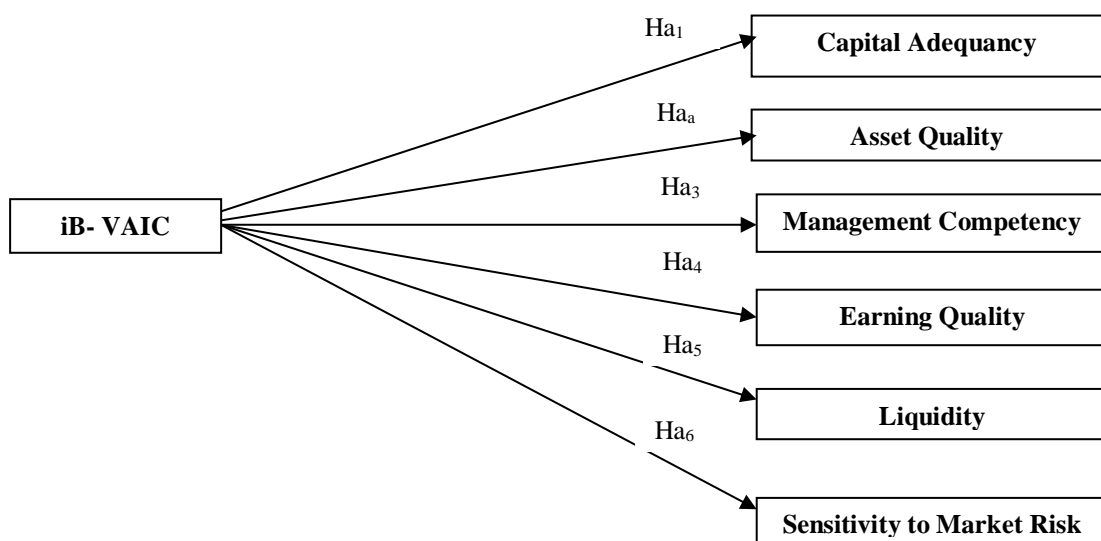 Ha₁
Capital Adequancy
Haₐ
Asset Quality
Ha₃
iB- VAIC
Management Competency
Ha₄
Earning Quality
Ha₅
Liquidity
Ha₆
Sensitivity to Market Risk